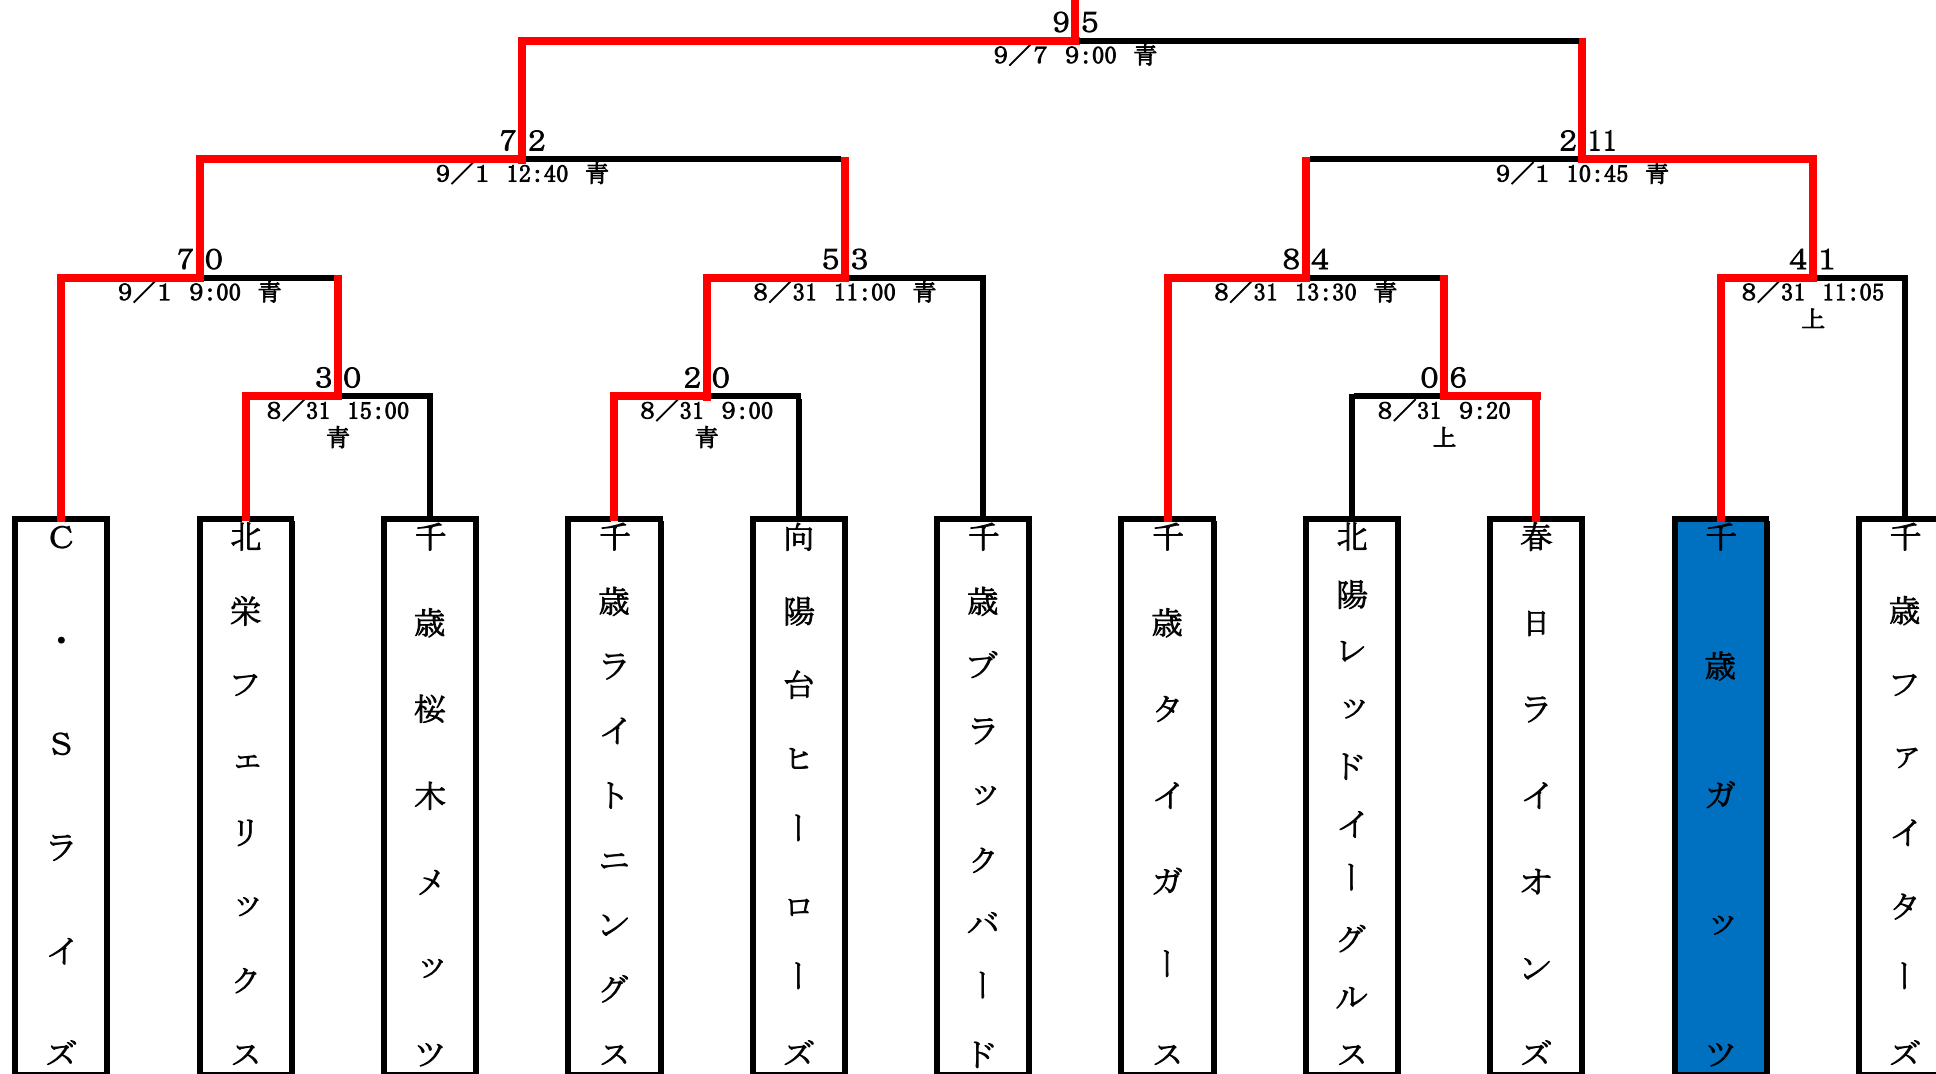 9 5
9／7 9:00 青
7 2
9／1 12:40 青
2 11
9／1 10:45 青
7 0
9／1 9:00 青
5 3
8／31 11:00 青
8 4
8／31 13:30 青
4 1
8／31 11:05
上
3 0
8／31 15:00
青
2 0
8／31 9:00
青
0 6
8／31 9:20
上
C・Sライズ
北栄フェリックス
千歳桜木メッツ
千歳ライトニングス
向陽台ヒーローズ
千歳ブラックバード
千歳タイガース
北陽レッドイーグルス
春日ライオンズ
千歳ガッツ
千歳ファイターズ